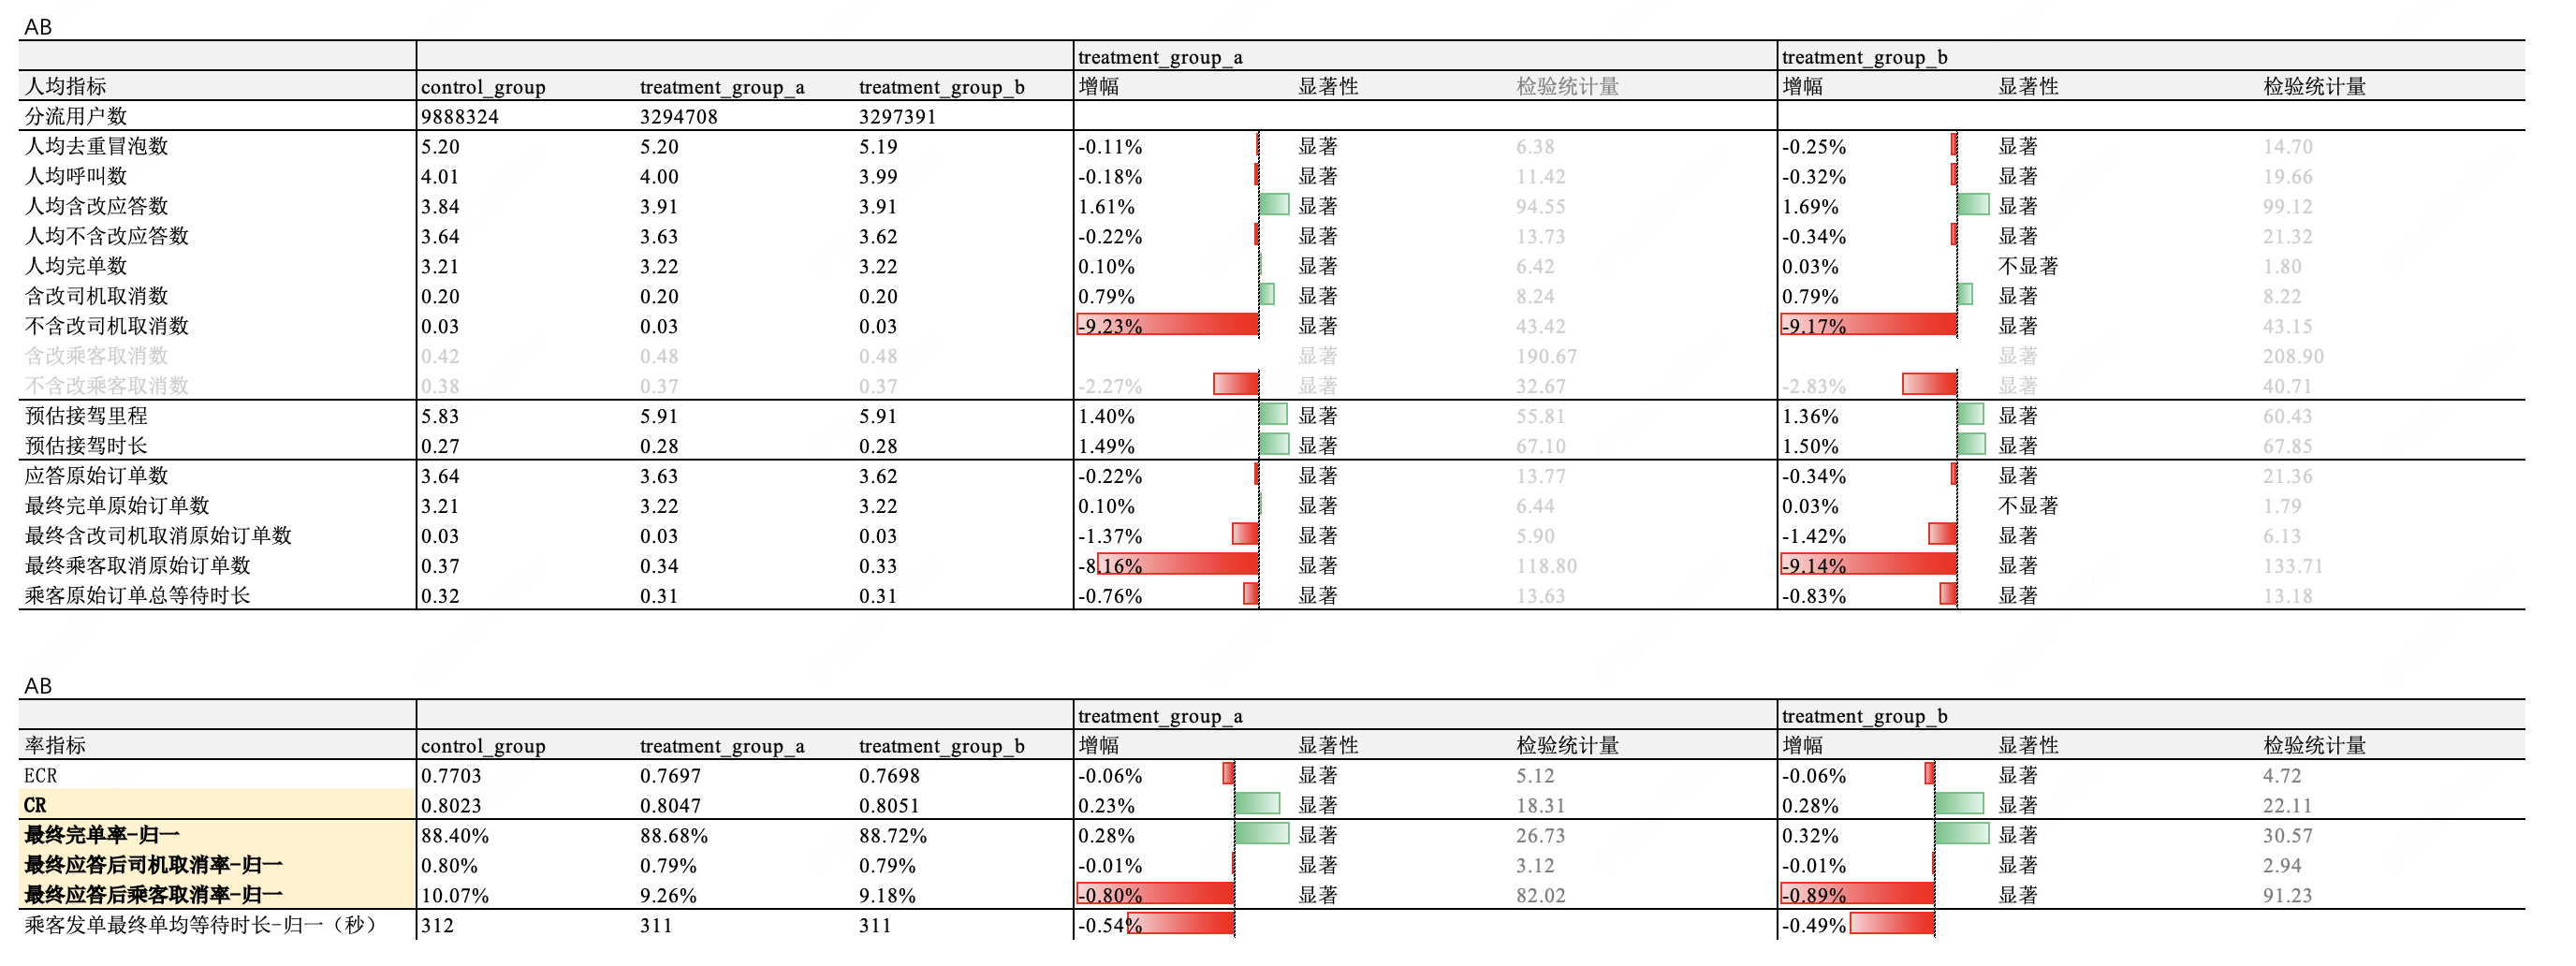 AB
treatment_group_a treatment_group_b
人均指标 control_group treatment_group_a treatment_group_b 增幅 显著性 检验统计量 增幅 显著性 检验统计量
分流用户数 9888324 3294708 3297391
人均去重冒泡数 5.20 5.20 5.19 -0.11% 显著 6.38 -0.25% 显著 14.70
人均呼叫数 4.01 4.00 3.99 -0.18% 显著 11.42 -0.32% 显著 19.66
人均含改应答数 3.84 3.91 3.91 1.61% 显著 94.55 1.69% 显著 99.12
人均不含改应答数 3.64 3.63 3.62 -0.22% 显著 13.73 -0.34% 显著 21.32
人均完单数 3.21 3.22 3.22 0.10% 显著 6.42 0.03% 不显著 1.80
含改司机取消数 0.20 0.20 0.20 0.79% 显著 8.24 0.79% 显著 8.22
不含改司机取消数 0.03 0.03 0.03 -9.23% 显著 43.42 -9.17% 显著 43.15
含改乘客取消数 0.42 0.48 0.48 显著 190.67 显著 208.90
不含改乘客取消数 0.38 0.37 0.37 -2.27% 显著 32.67 -2.83% 显著 40.71
预估接驾里程 5.83 5.91 5.91 1.40% 显著 55.81 1.36% 显著 60.43
预估接驾时长 0.27 0.28 0.28 1.49% 显著 67.10 1.50% 显著 67.85
应答原始订单数 3.64 3.63 3.62 -0.22% 显著 13.77 -0.34% 显著 21.36
最终完单原始订单数 3.21 3.22 3.22 0.10% 显著 6.44 0.03% 不显著 1.79
最终含改司机取消原始订单数 0.03 0.03 0.03 -1.37% 显著 5.90 -1.42% 显著 6.13
最终乘客取消原始订单数 0.37 0.34 0.33 -8.16% 显著 118.80 -9.14% 显著 133.71
乘客原始订单总等待时长 0.32 0.31 0.31 -0.76% 显著 13.63 -0.83% 显著 13.18
AB
treatment_group_a treatment_group_b
率指标 control_group treatment_group_a treatment_group_b 增幅 显著性 检验统计量 增幅 显著性 检验统计量
ECR 0.7703 0.7697 0.7698 -0.06% 显著 5.12 -0.06% 显著 4.72
CR 0.8023 0.8047 0.8051 0.23% 显著 18.31 0.28% 显著 22.11
最终完单率-归一 88.40% 88.68% 88.72% 0.28% 显著 26.73 0.32% 显著 30.57
最终应答后司机取消率-归一 0.80% 0.79% 0.79% -0.01% 显著 3.12 -0.01% 显著 2.94
最终应答后乘客取消率-归一 10.07% 9.26% 9.18% -0.80% 显著 82.02 -0.89% 显著 91.23
乘客发单最终单均等待时长-归一（秒） 312 311 311 -0.54% -0.49%